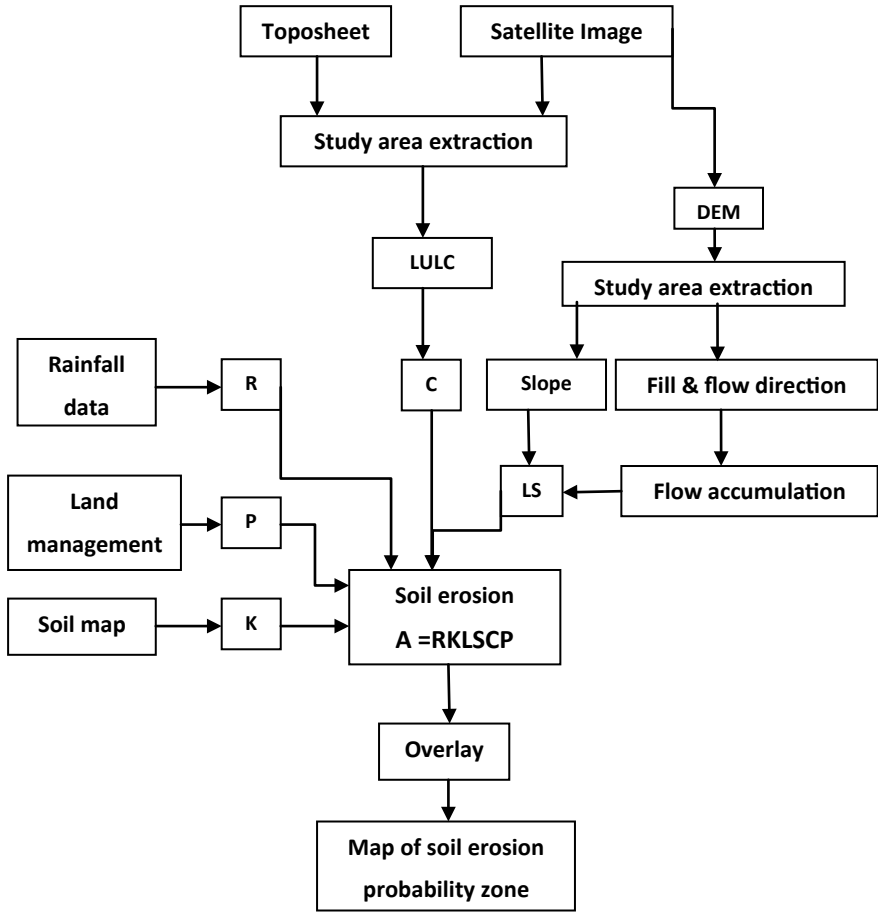 Toposheet
Satellite Image
Study area extraction
DEM
LULC
Study area extraction
Rainfall
data
R
C
Slope
Fill & flow direction
Land
management
P
LS
Flow accumulation
Soil map
K
Soil erosion
A =RKLSCP
Overlay
Map of soil erosion
probability zone